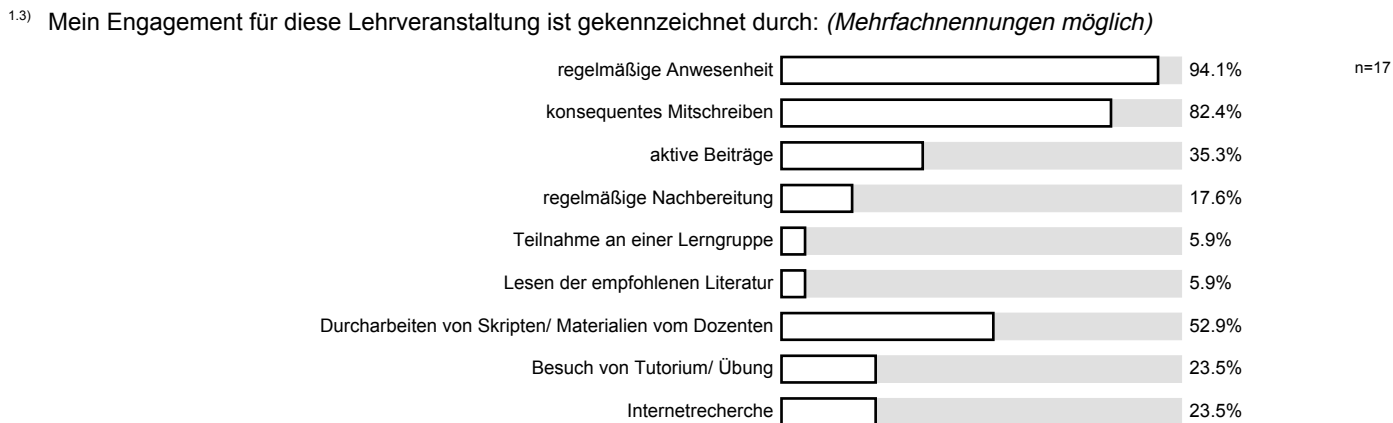 1.3) Mein Engagement für diese Lehrveranstaltung ist gekennzeichnet durch: (Mehrfachnennungen möglich)
regelmäßige Anwesenheit 94.1% n=17
konsequentes Mitschreiben 82.4%
aktive Beiträge 35.3%
regelmäßige Nachbereitung 17.6%
Teilnahme an einer Lerngruppe 5.9%
Lesen der empfohlenen Literatur 5.9%
Durcharbeiten von Skripten/ Materialien vom Dozenten 52.9%
Besuch von Tutorium/ Übung 23.5%
Internetrecherche 23.5%